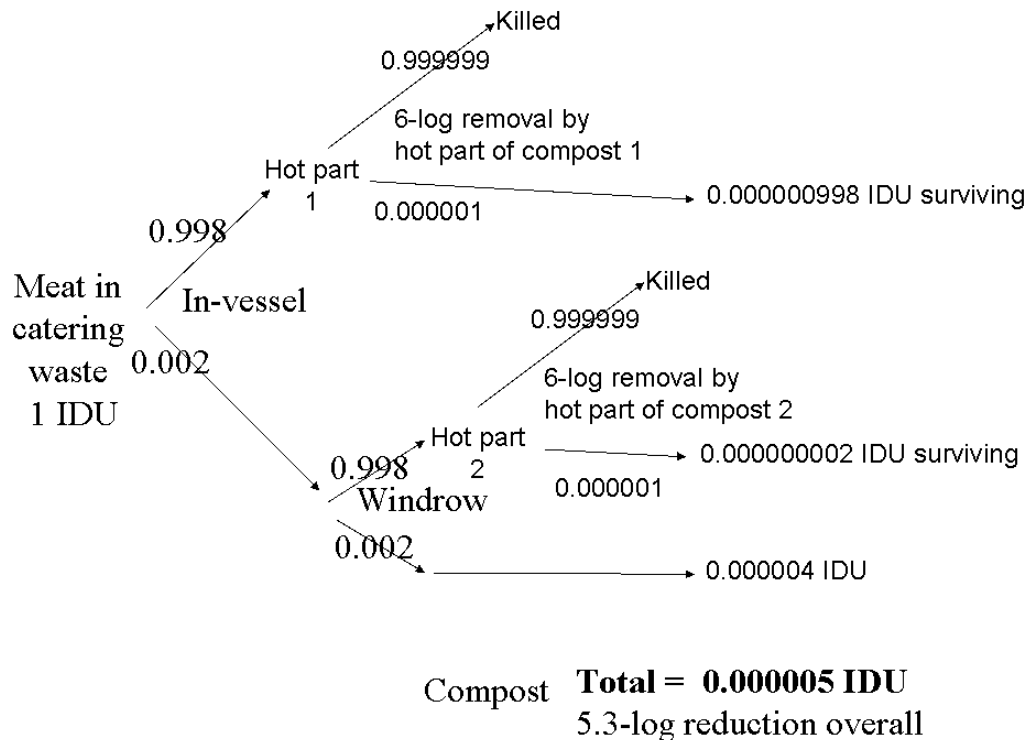 Killed
0.999999
6-log removal by
hot part of compost 1
Hot part
1
0.000001
0.000000998 IDU surviving
0.998
Meat in
catering
waste
1 IDU
In-vessel
0.002
Killed
0.999999
6-log removal by
hot part of compost 2
Hot part
2
0.998
0.000001
0.000000002 IDU surviving
Windrow
0.002
0.000004 IDU
Compost
Total = 0.000005 IDU
5.3-log reduction overall